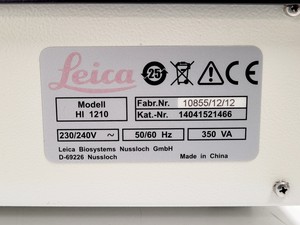 Leica
25
Modell
HI 1210
Fabr.Nr. 10855/12/12
Kat.-Nr. 14041521466
230/240V ~ 50/60 Hz 350 VA
Leica Biosystems Nussloch GmbH
D-69226 Nussloch Made in China